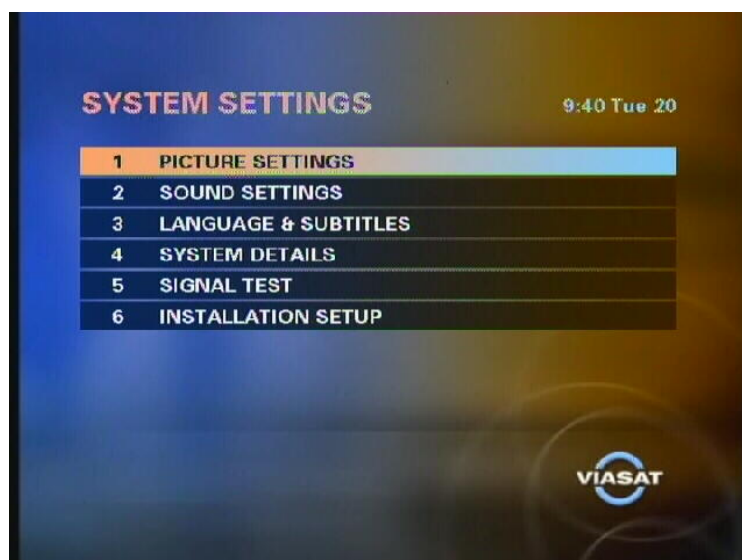 SYSTEM SETTINGS 9:40 Tue 20
1 PICTURE SETTINGS
2 SOUND SETTINGS
3 LANGUAGE & SUBTITLES
4 SYSTEM DETAILS
5 SIGNAL TEST
6 INSTALLATION SETUP
VIASAT